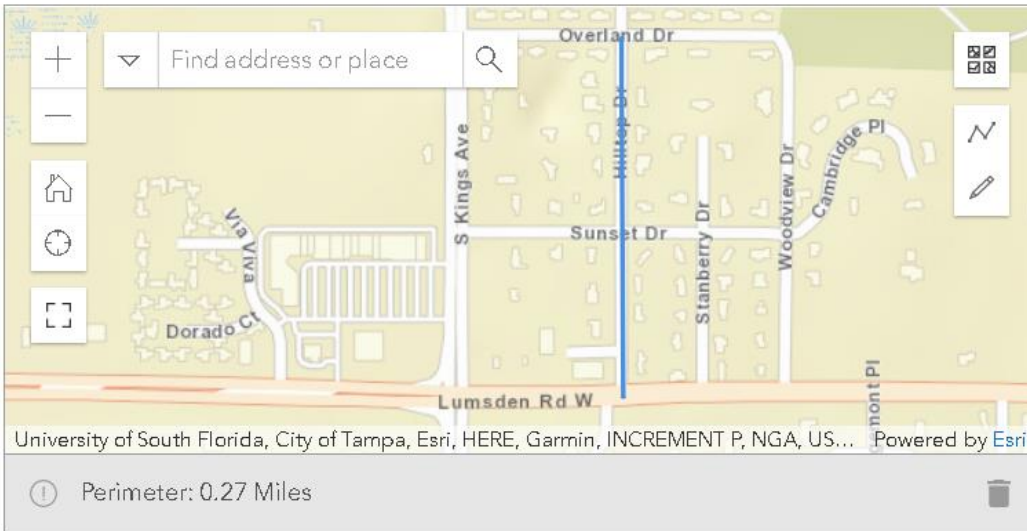 Overland Dr
Find address or place
Hilltop Dr
S Kings Ave
Cambridge Pl
Woodview Dr
Via Viva
Sunset Dr
Stanberry Dr
Dorado Ct
Lumsden Rd W
University of South Florida, City of Tampa, Esri, HERE, Garmin, INCREMENT P, NGA, US... Powered by Esri
Perimeter: 0.27 Miles